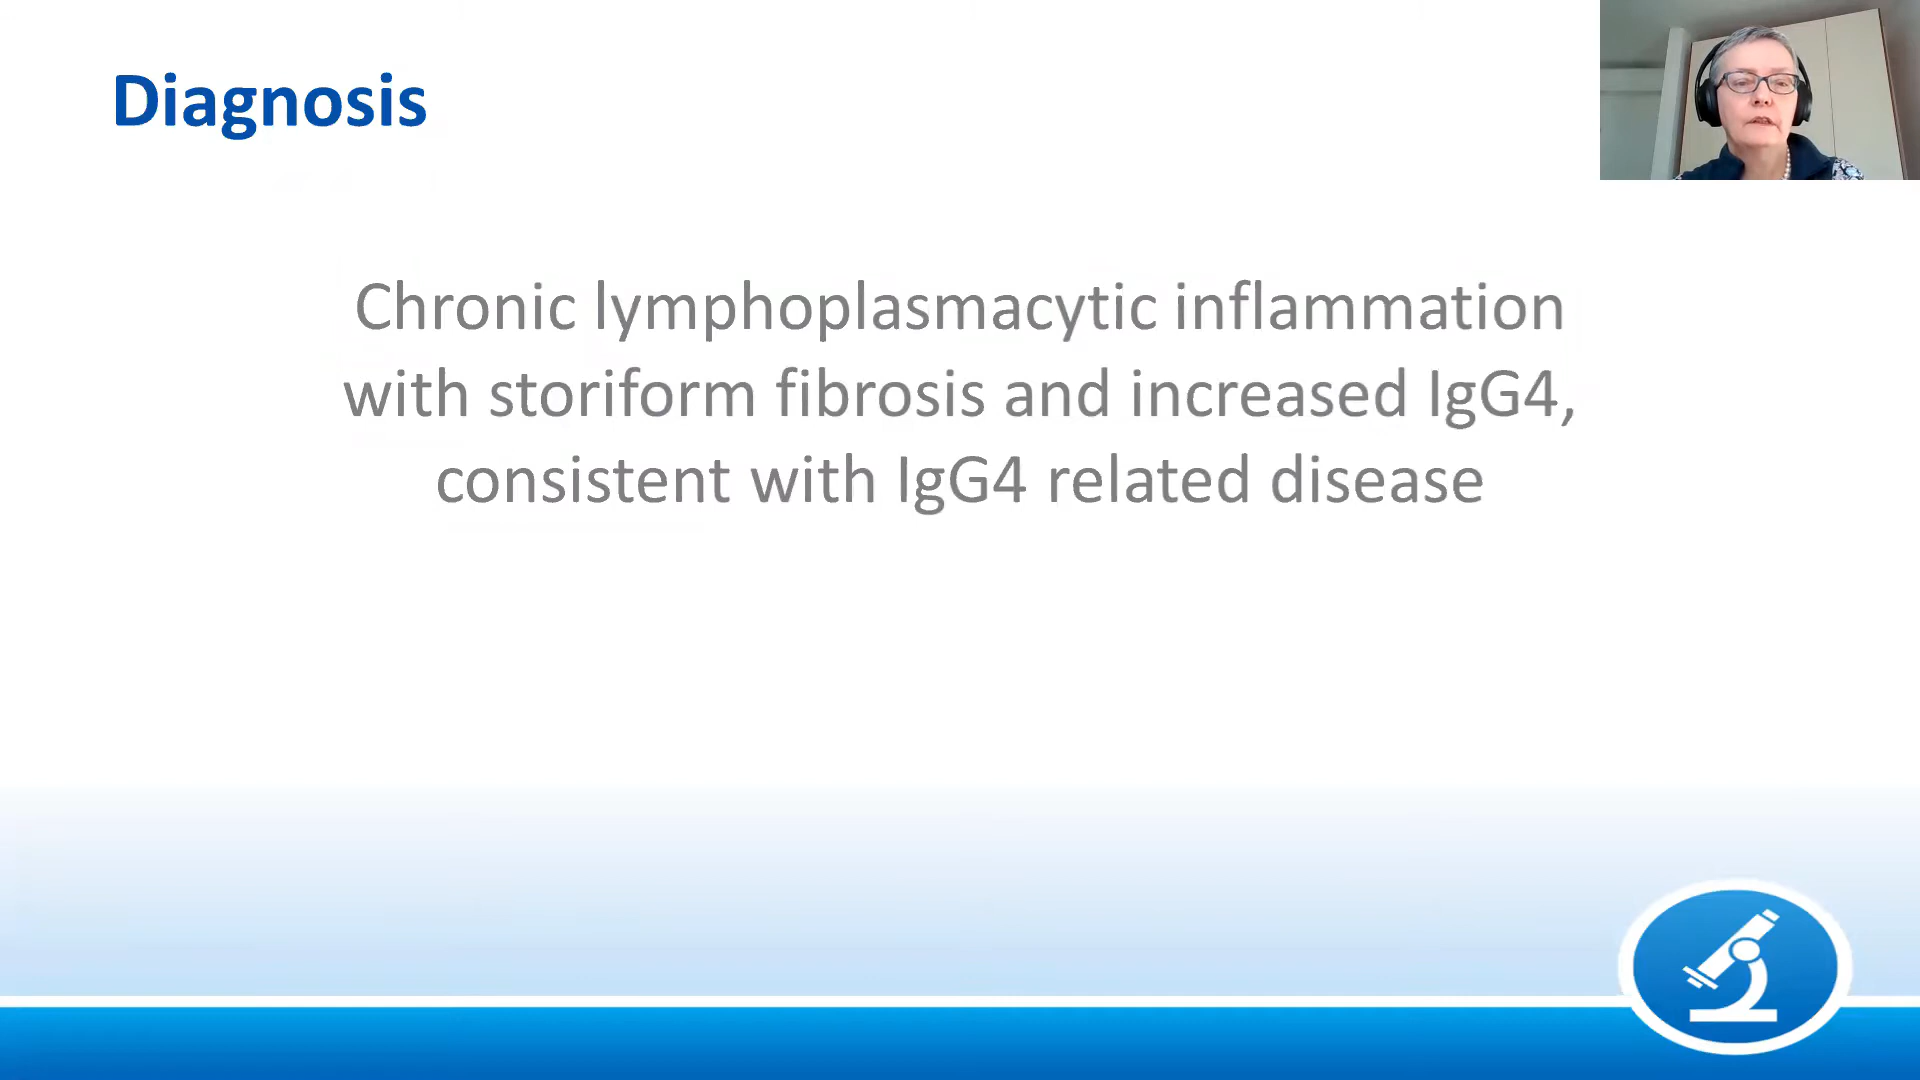 Diagnosis
Chronic lymphoplasmacytic inflammation
with storiform fibrosis and increased IgG4,
consistent with IgG4 related disease